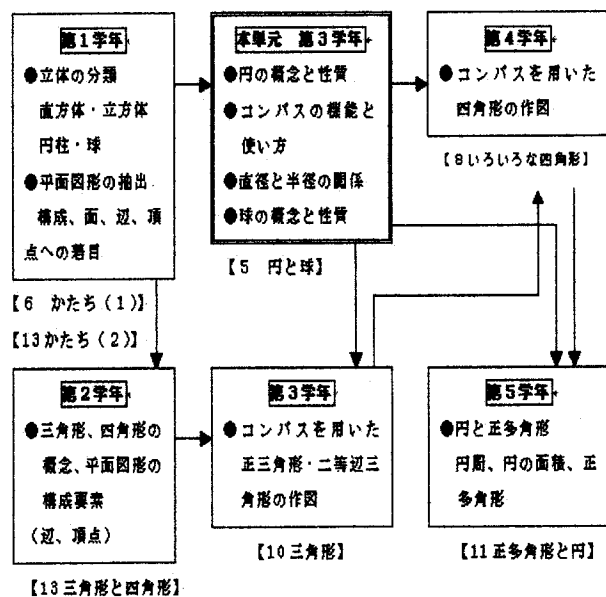 第1学年
●立体の分類
直方体・立方体
円柱・球
●平面図形の抽出
構成、面、辺、頂
点への着目
【6 かたち（1）】
【13かたち（2）】
本単元 第3学年
●円の概念と性質
●コンパスの機能と
使い方
●直径と半径の関係
●球の概念と性質
【5 円と球】
第4学年
●コンパスを用いた
四角形の作図
【8いろいろな四角形】
第2学年
●三角形、四角形の
概念、平面図形の
構成要素
（辺、頂点）
【13三角形と四角形】
第3学年
●コンパスを用いた
正三角形・二等辺三
角形の作図
【10三角形】
第5学年
●円と正多角形
円周、円の面積、正
多角形
【11正多角形と円】